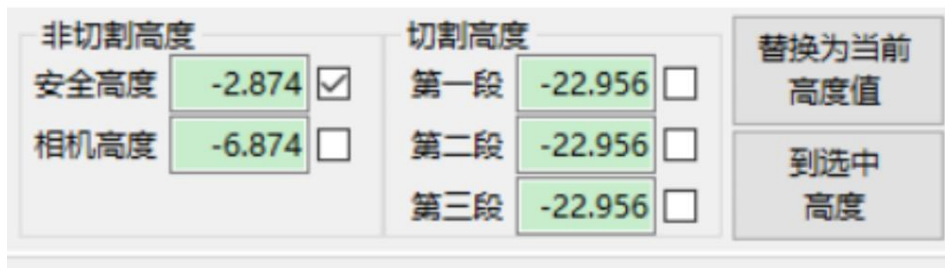 非切割高度
安全高度 -2.874
相机高度 -6.874
切割高度
第一段 -22.956
第二段 -22.956
第三段 -22.956
替换为当前
高度值
到选中
高度